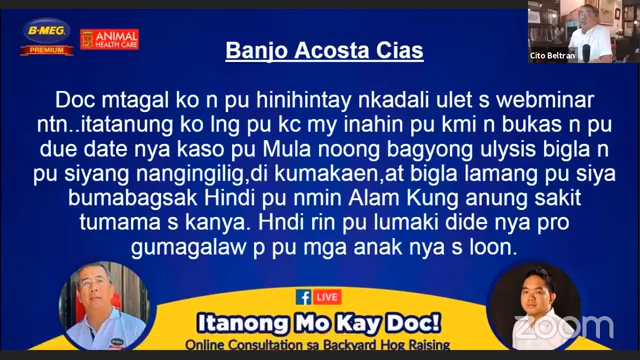 B-MEG
PREMIUM
ANIMAL
HEALTH CARE
Cito Beltran
Banjo Acosta Cias
Doc mtagal ko n pu hinihintay nkadali ulet s webminar
ntn..itatanung ko lng pu kc my inahin pu kmi n bukas n pu
due date nya kaso pu Mula noong bagyong ulysis bigla n
pu siyang nangingilig,di kumakaen,at bigla lamang pu siya
bumabagsak Hindi pu nmin Alam Kung anung sakit
tumama s kanya. Hndi rin pu lumaki dide nya pro
gumagalaw p pu mga anak nya s loon.
f LIVE
Itanong Mo Kay Doc!
Online Consultation sa Backyard Hog Raising
zoom